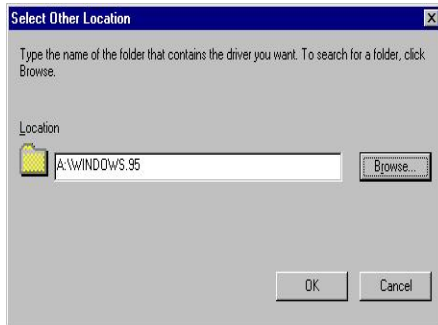 Select Other Location
Type the name of the folder that contains the driver you want. To search for a folder, click
Browse.
Location
A:\WINDOWS.95
Browse...
OK
Cancel